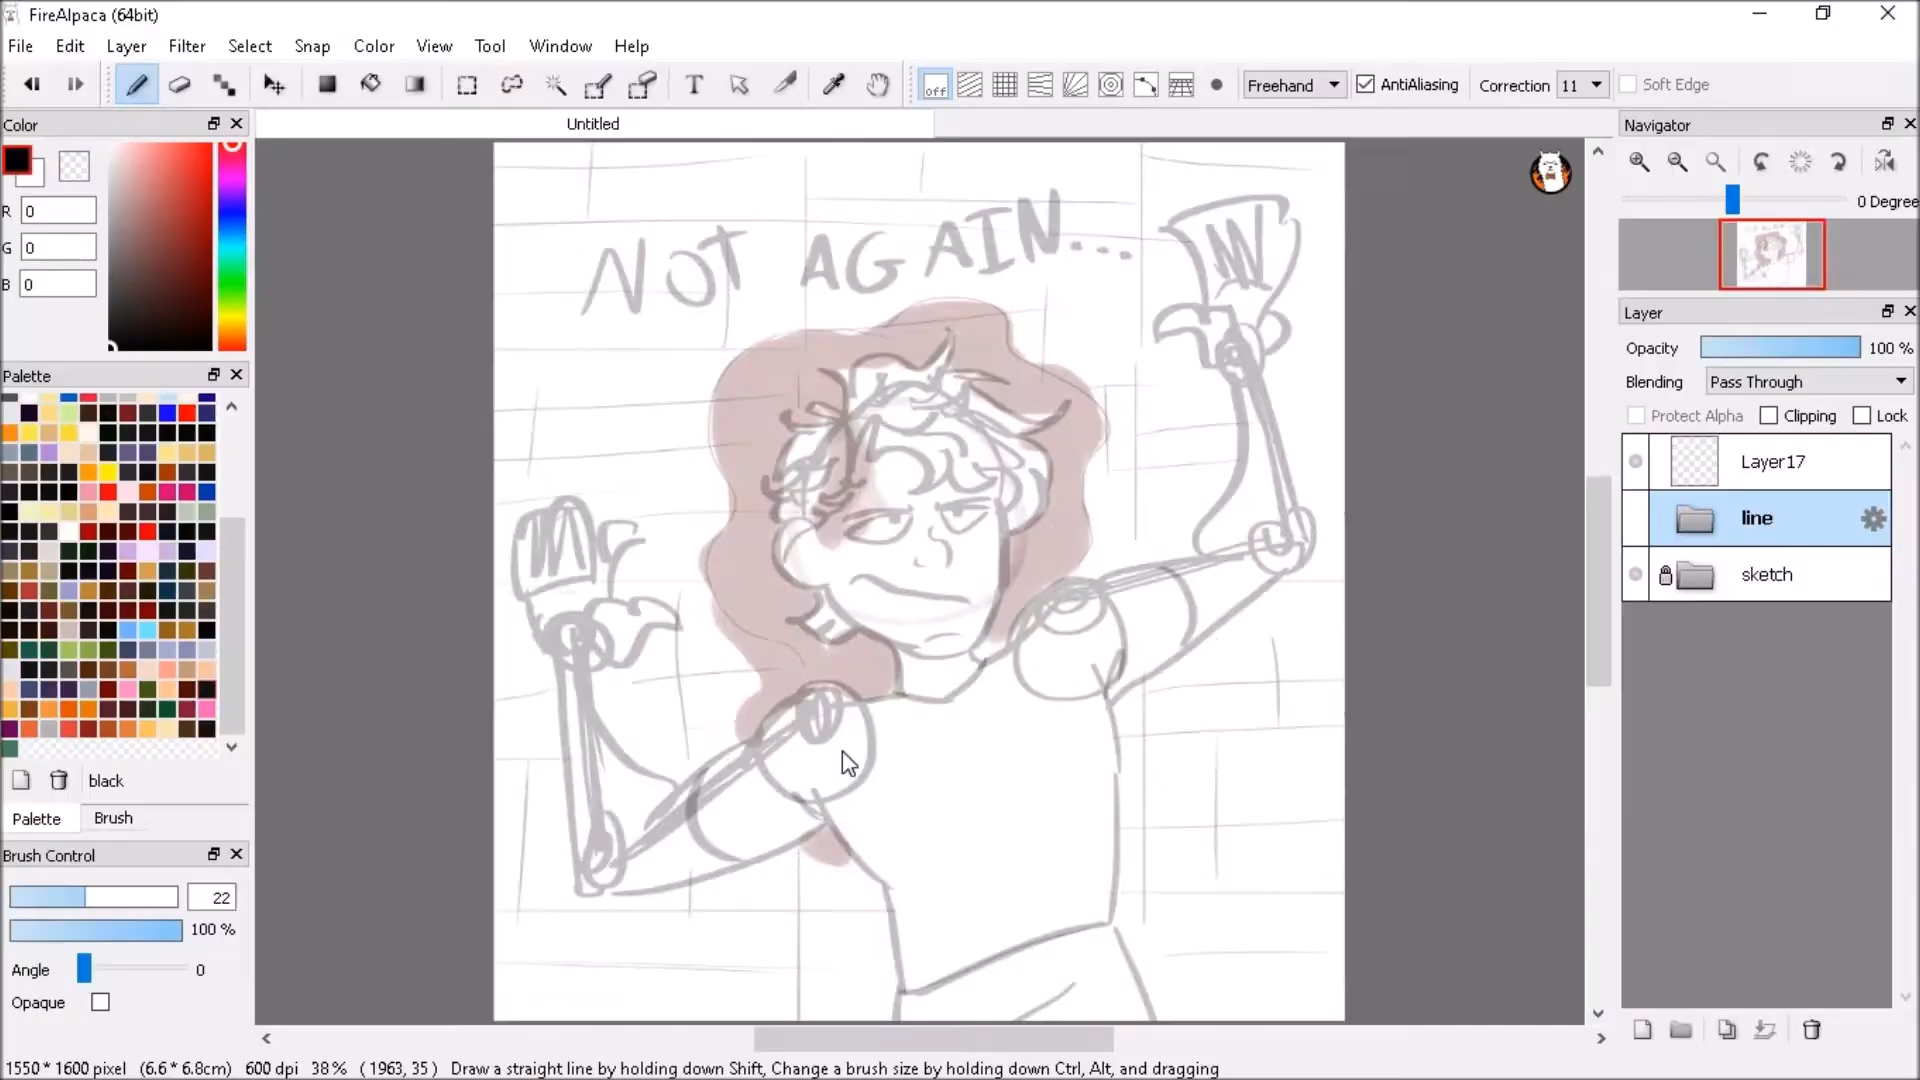 FireAlpaca (64bit)
File Edit Layer Filter Select Snap Color View Tool Window Help
T off Freehand AntiAliasing Correction 11 Soft Edge
Color
Untitled
Navigator
R 0
G 0
B 0
0 Degree
NOT AGAIN...
Layer
Opacity 100 %
Blending Pass Through
Protect Alpha Clipping Lock
Palette
Layer17
line
sketch
black
Palette Brush
Brush Control
22
100 %
Angle 0
Opaque
1550 * 1600 pixel (6.6 * 6.8cm) 600 dpi 38 % ( 1963, 35 ) Draw a straight line by holding down Shift, Change a brush size by holding down Ctrl, Alt, and dragging